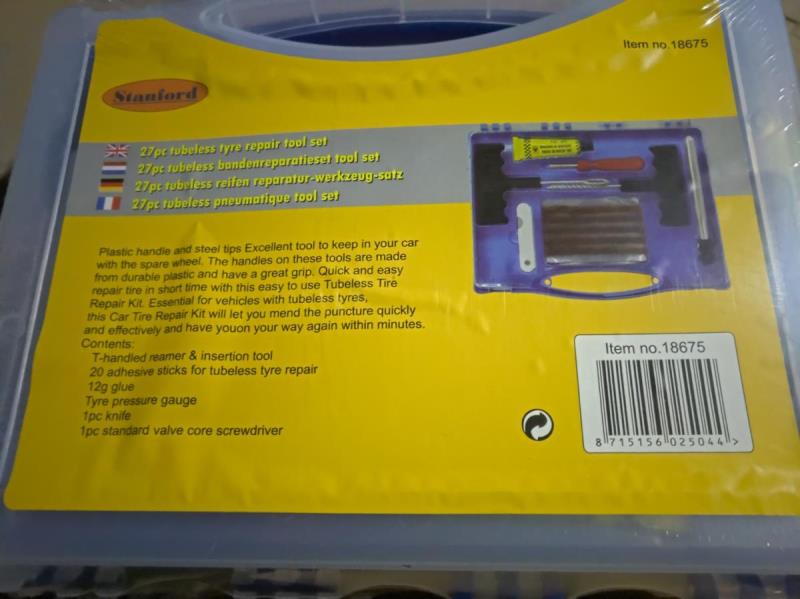 Item no.18675
Stanford
27pc tubeless tyre repair tool set
27pc tubeless bandenreparatieset tool set
27pc tubeless reifen reparatur-werkzeug-satz
27pc tubeless pneumatique tool set
Plastic handle and steel tips Excellent tool to keep in your car
with the spare wheel. The handles on these tools are made
from durable plastic and have a great grip. Quick and easy
repair tire in short time with this easy to use Tubeless Tire
Repair Kit. Essential for vehicles with tubeless tyres,
this Car Tire Repair Kit will let you mend the puncture quickly
and effectively and have youon your way again within minutes.
Contents:
T-handled reamer & insertion tool
20 adhesive sticks for tubeless tyre repair
12g glue
Tyre pressure gauge
1pc knife
1pc standard valve core screwdriver
Item no.18675
8 715156 025044 >